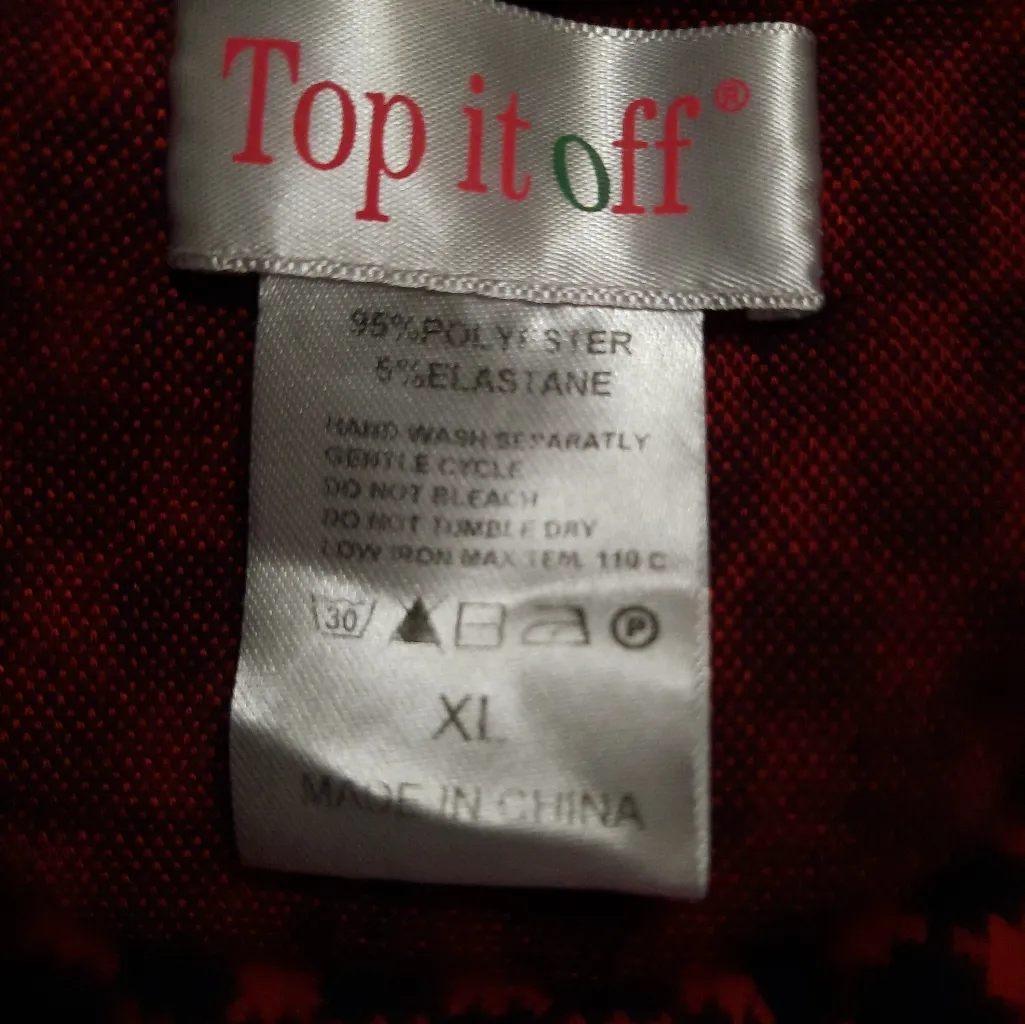 Top it off®
95%POLYESTER
5%ELASTANE
HAND WASH SEPARATLY
GENTLE CYCLE
DO NOT BLEACH
DO NOT TUMBLE DRY
LOW IRON MAX TEM. 110 C
30 P
XL
MADE IN CHINA